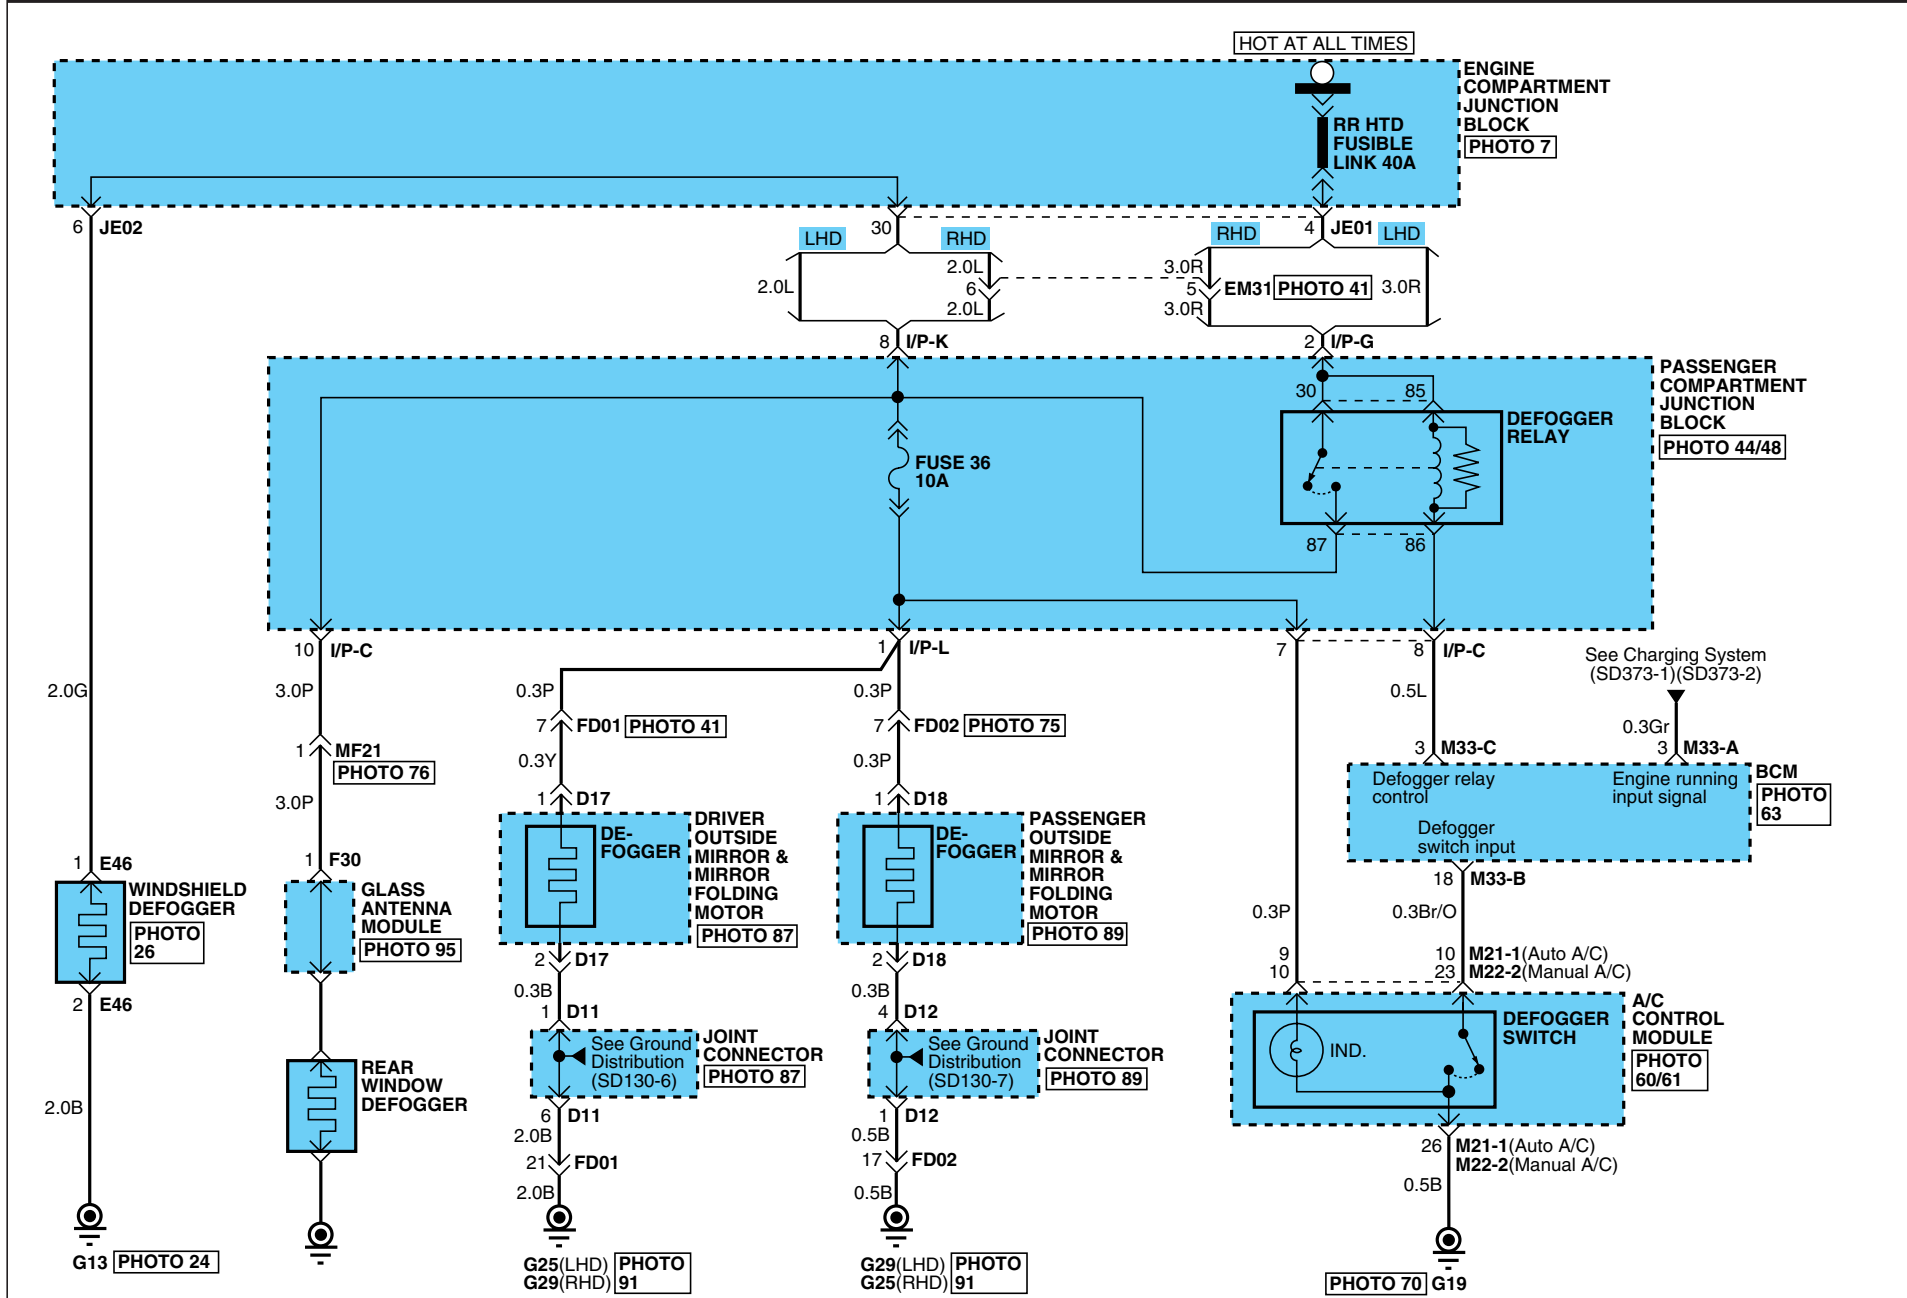 HOT AT ALL TIMES
ENGINE
COMPARTMENT
JUNCTION
BLOCK
PHOTO 7
RR HTD
FUSIBLE
LINK 40A
6 JE02
30
4 JE01
LHD
RHD
RHD
LHD
2.0L
2.0L
6
2.0L
3.0R
5 EM31 PHOTO 41
3.0R
3.0R
8 I/P-K
2 I/P-G
PASSENGER
COMPARTMENT
JUNCTION
BLOCK
PHOTO 44/48
30
85
DEFOGGER
RELAY
FUSE 36
10A
87
86
10 I/P-C
1 I/P-L
7
8 I/P-C
See Charging System
(SD373-1)(SD373-2)
2.0G
3.0P
0.3P
0.3P
0.5L
0.3Gr
7 FD01 PHOTO 41
7 FD02 PHOTO 75
1 MF21
PHOTO 76
0.3Y
0.3P
3 M33-C
3 M33-A
BCM
PHOTO
63
Defogger relay
control
Engine running
input signal
Defogger
switch input
3.0P
1 D17
1 D18
DE-
FOGGER
DRIVER
OUTSIDE
MIRROR &
MIRROR
FOLDING
MOTOR
PHOTO 87
DE-
FOGGER
PASSENGER
OUTSIDE
MIRROR &
MIRROR
FOLDING
MOTOR
PHOTO 89
1 E46
1 F30
WINDSHIELD
DEFOGGER
PHOTO
26
GLASS
ANTENNA
MODULE
PHOTO 95
18 M33-B
0.3P
0.3Br/O
2 D17
2 D18
9
10
10 M21-1(Auto A/C)
23 M22-2(Manual A/C)
2 E46
0.3B
0.3B
1 D11
4 D12
See Ground
Distribution
(SD130-6)
JOINT
CONNECTOR
PHOTO 87
See Ground
Distribution
(SD130-7)
JOINT
CONNECTOR
PHOTO 89
DEFOGGER
SWITCH
IND.
A/C
CONTROL
MODULE
PHOTO
60/61
REAR
WINDOW
DEFOGGER
2.0B
6 D11
1 D12
2.0B
0.5B
21 FD01
17 FD02
2.0B
0.5B
26 M21-1(Auto A/C)
M22-2(Manual A/C)
0.5B
G13 PHOTO 24
G25(LHD)
G29(RHD)
PHOTO
91
G29(LHD)
G25(RHD)
PHOTO
91
PHOTO 70 G19